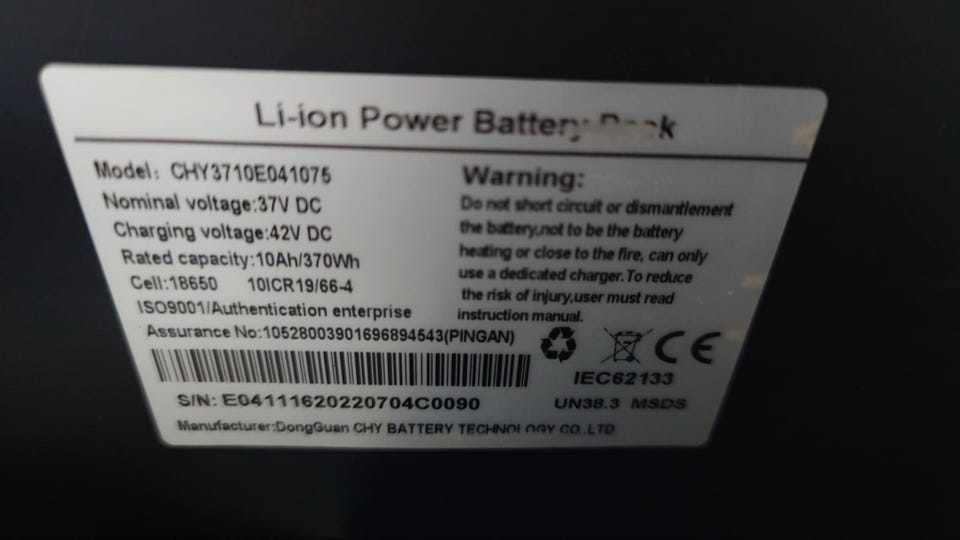 Li-ion Power Battery Pack
Model: CHY3710E041075
Nominal voltage:37V DC
Charging voltage:42V DC
Rated capacity:10Ah/370Wh
Cell:18650 10ICR19/66-4
ISO9001/Authentication enterprise
Assurance No:10528003901696894543(PINGAN)
S/N: E04111620220704C0090
Manufacturer:DongGuan CHY BATTERY TECHNOLOGY CO.,LTD
Warning:
Do not short circuit or dismantlement
the battery,not to be the battery
heating or close to the fire, can only
use a dedicated charger.To reduce
the risk of injury,user must read
instruction manual.
CE
IEC62133
UN38.3 MSDS